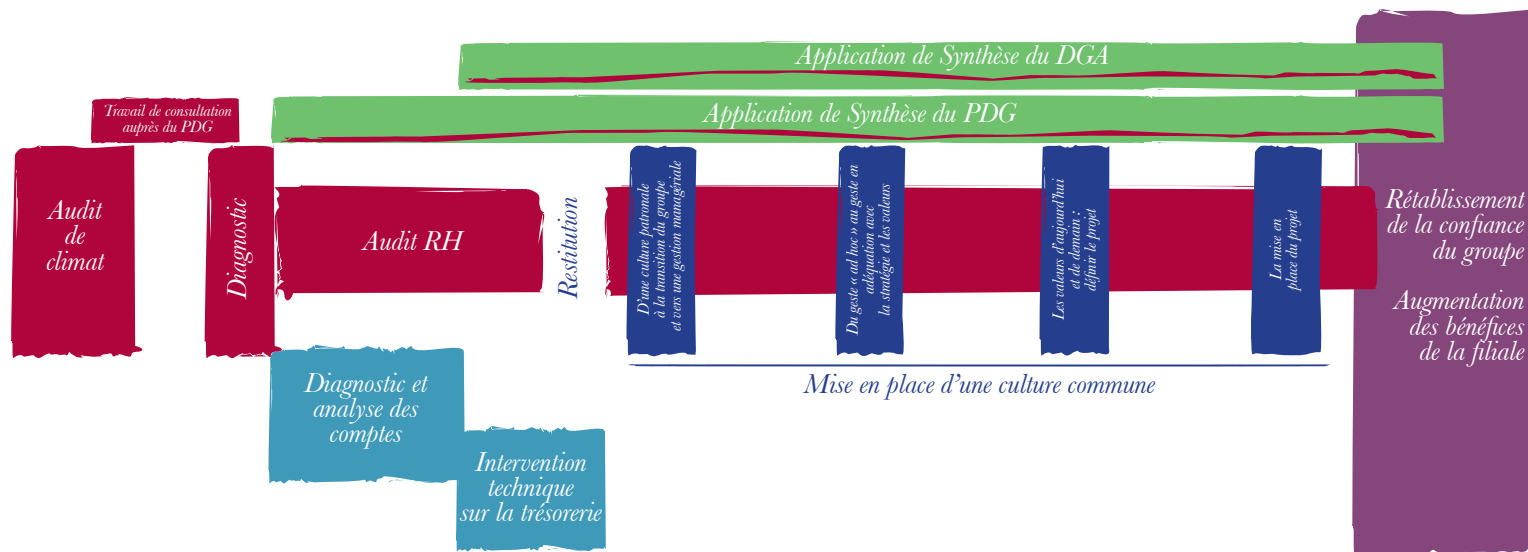 Application de Synthèse du DGA
Travail de consultation
auprès du PDG
Application de Synthèse du PDG
Audit
de
climat
Diagnostic
Audit RH
Restitution
D'une culture patronale
à la transition du groupe
et vers une gestion managériale
Du geste « ad hoc » au geste en
adéquation avec
la stratégie et les valeurs
Les valeurs d'aujourd'hui
et de demain :
définir le projet
La mise en
place du projet
Rétablissement
de la confiance
du groupe
Augmentation
des bénéfices
de la filiale
Mise en place d'une culture commune
Diagnostic et
analyse des
comptes
Intervention
technique
sur la trésorerie